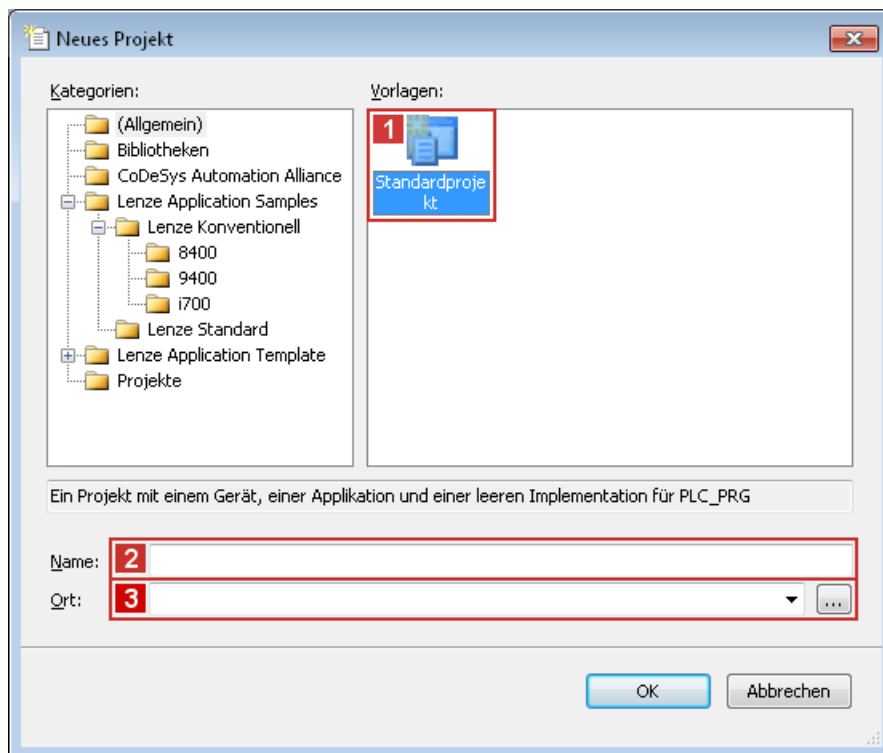 Neues Projekt
Kategorien:
(Allgemein)
Bibliotheken
CoDeSys Automation Alliance
Lenze Application Samples
Lenze Konventionell
8400
9400
i700
Lenze Standard
Lenze Application Template
Projekte
Vorlagen:
1
Standardproje
kt
Ein Projekt mit einem Gerät, einer Applikation und einer leeren Implementation für PLC_PRG
Name: 2
Ort: 3 ...
OK Abbrechen